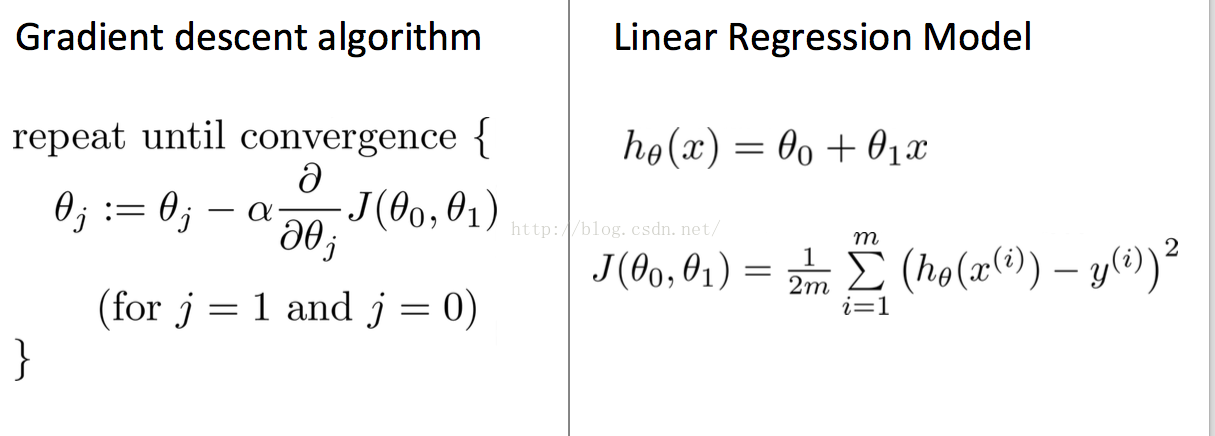 Gradient descent algorithm
repeat until convergence {
θ_j := θ_j − α ∂/∂θ_j J(θ_0, θ_1)
(for j = 1 and j = 0)
}
Linear Regression Model
h_θ(x) = θ_0 + θ_1x
J(θ_0, θ_1) = 1/2m ∑_{i=1}^{m} (h_θ(x^{(i)}) − y^{(i)})^2
http://blog.csdn.net/